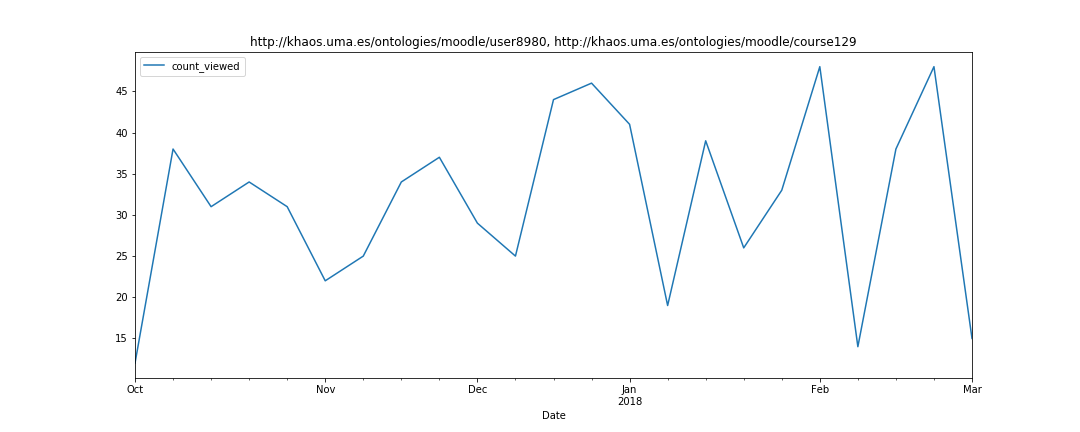 http://khaos.uma.es/ontologies/moodle/user8980, http://khaos.uma.es/ontologies/moodle/course129
count_viewed
45
40
35
30
25
20
15
Oct Nov Dec Jan Feb Mar
2018
Date